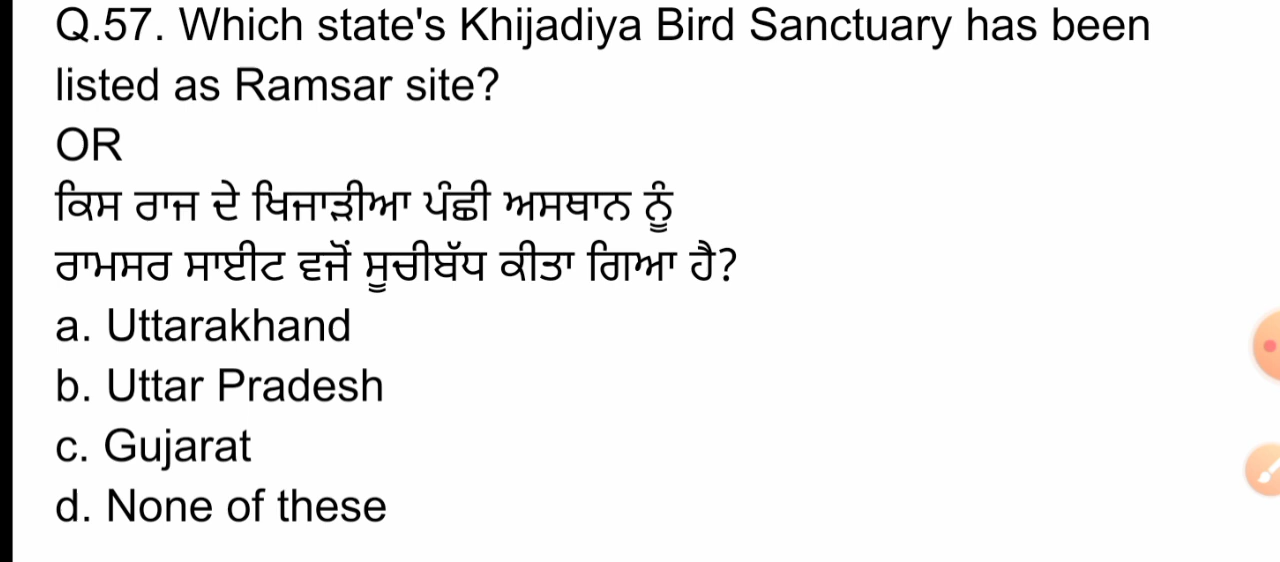 Q.57. Which state's Khijadiya Bird Sanctuary has been
listed as Ramsar site?
OR
ਕਿਸ ਰਾਜ ਦੇ ਖਿਜਾੜੀਆ ਪੰਛੀ ਅਸਥਾਨ ਨੂੰ
ਰਾਮਸਰ ਸਾਈਟ ਵਜੋਂ ਸੂਚੀਬੱਧ ਕੀਤਾ ਗਿਆ ਹੈ?
a. Uttarakhand
b. Uttar Pradesh
c. Gujarat
d. None of these